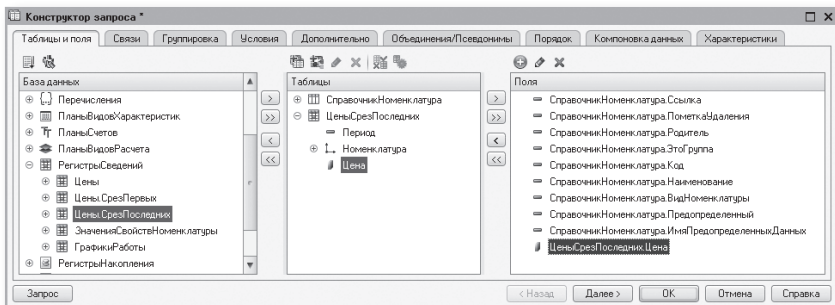 Конструктор запроса *
Таблицы и поля Связи Группировка Условия Дополнительно Объединения/Псевдонимы Порядок Компоновка данных Характеристики
База данных
Перечисления
ПланыВидовХарактеристик
ПланыСчетов
ПланыВидовРасчета
РегистрыСведений
Цены
Цены.СрезПервых
Цены.СрезПоследних
ЗначенияСвойствНоменклатуры
ГрафикиРаботы
РегистрыНакопления
>
>>
<
<<
Таблицы
СправочникНоменклатура
ЦеныСрезПоследних
Период
Номенклатура
Цена
>
>>
<
<<
Поля
СправочникНоменклатура.Ссылка
СправочникНоменклатура.ПометкаУдаления
СправочникНоменклатура.Родитель
СправочникНоменклатура.ЭтоГруппа
СправочникНоменклатура.Код
СправочникНоменклатура.Наименование
СправочникНоменклатура.ВидНоменклатуры
СправочникНоменклатура.Предопределенный
СправочникНоменклатура.ИмяПредопределенныхДанных
ЦеныСрезПоследних.Цена
Запрос < Назад Далее > OK Отмена Справка